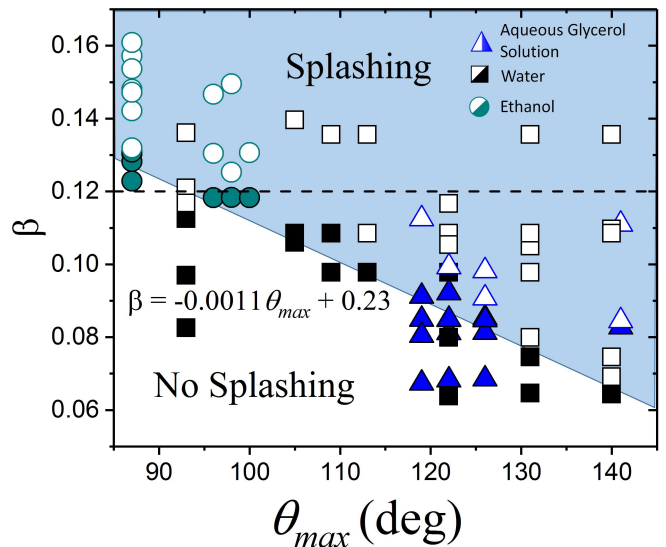 0.16
0.14
0.12
0.10
0.08
0.06
β
Splashing
Aqueous Glycerol
Solution
Water
Ethanol
β = -0.0011θmax + 0.23
No Splashing
90 100 110 120 130 140
θmax (deg)